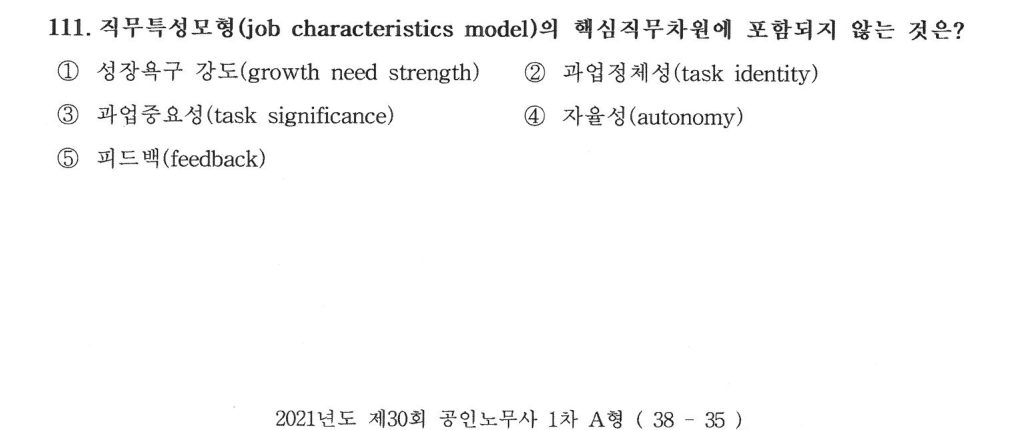 111. 직무특성모형(job characteristics model)의 핵심직무차원에 포함되지 않는 것은?
① 성장욕구 강도(growth need strength) ② 과업정체성(task identity)
③ 과업중요성(task significance) ④ 자율성(autonomy)
⑤ 피드백(feedback)
2021년도 제30회 공인노무사 1차 A형 ( 38 - 35 )